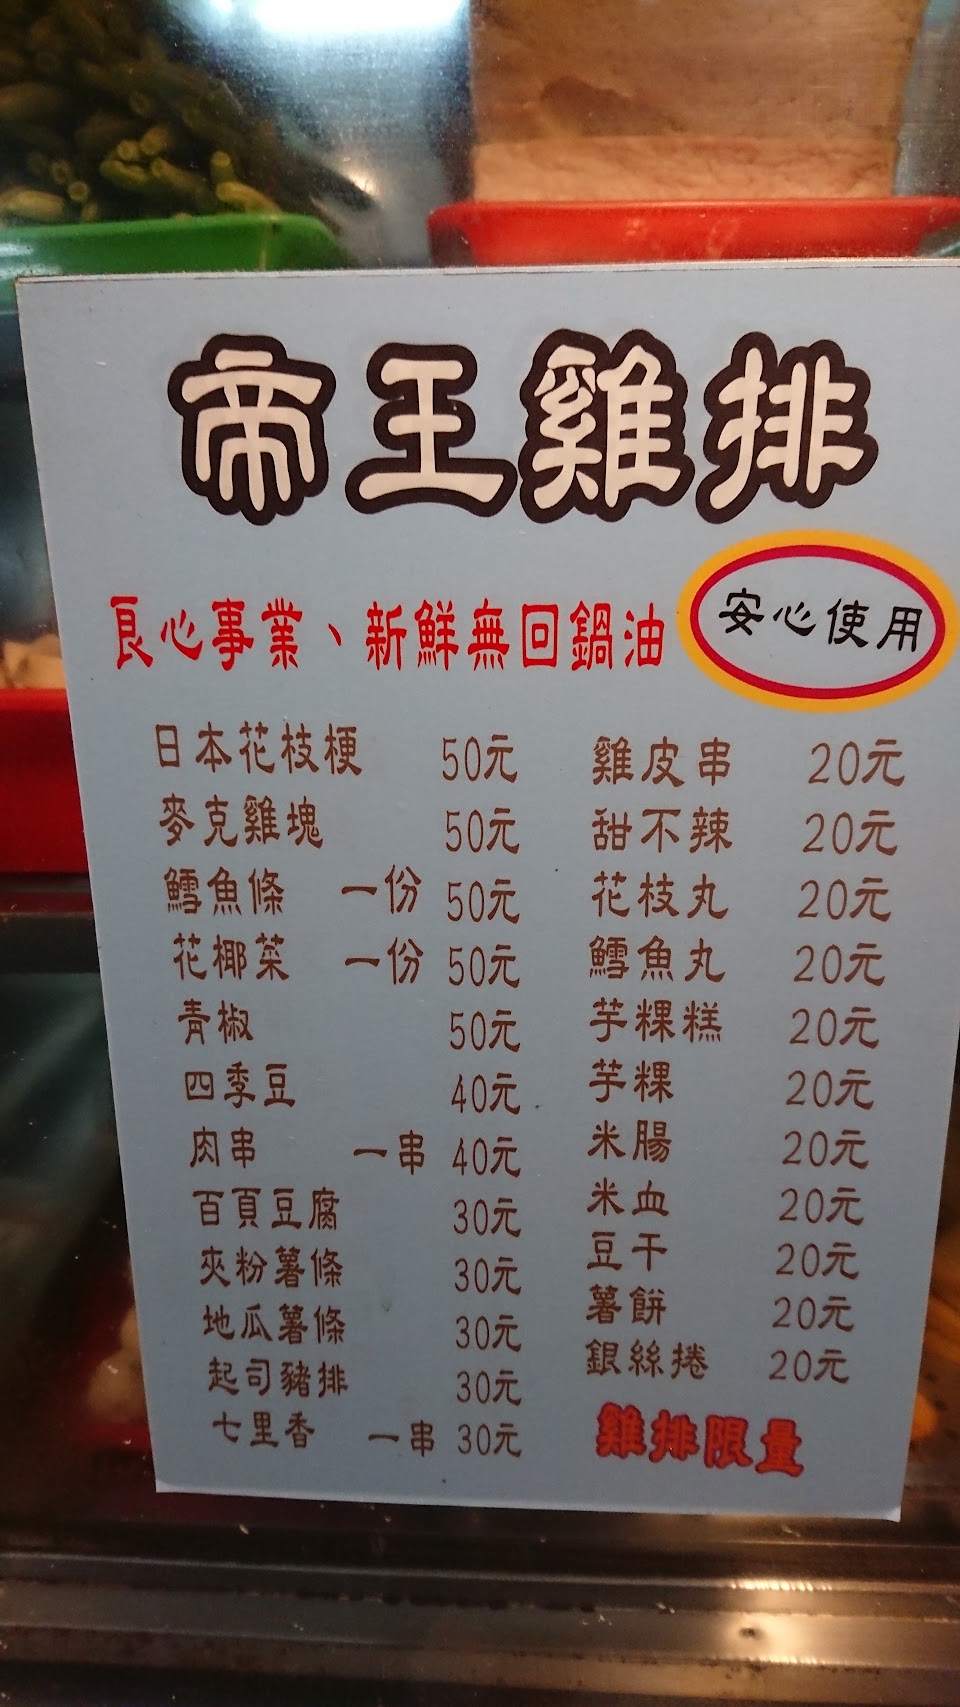 帝王雞排
良心事業、新鮮無回鍋油
安心使用
日本花枝梗 50元
麥克雞塊 50元
鱈魚條 一份 50元
花椰菜 一份 50元
青椒 50元
四季豆 40元
肉串 一串 40元
百頁豆腐 30元
夾粉薯條 30元
地瓜薯條 30元
起司豬排 30元
七里香 一串 30元
雞皮串 20元
甜不辣 20元
花枝丸 20元
鱈魚丸 20元
芋粿糕 20元
芋粿 20元
米腸 20元
米血 20元
豆干 20元
薯餅 20元
銀絲捲 20元
雞排限量